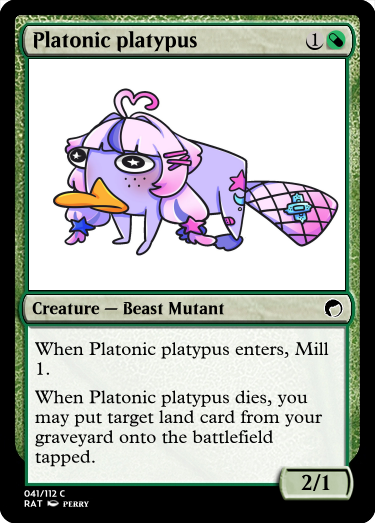 Platonic platypus 1
Creature — Beast Mutant
When Platonic platypus enters, Mill
1.
When Platonic platypus dies, you
may put target land card from your
graveyard onto the battlefield
tapped.
2/1
041/112 C
RAT PERRY